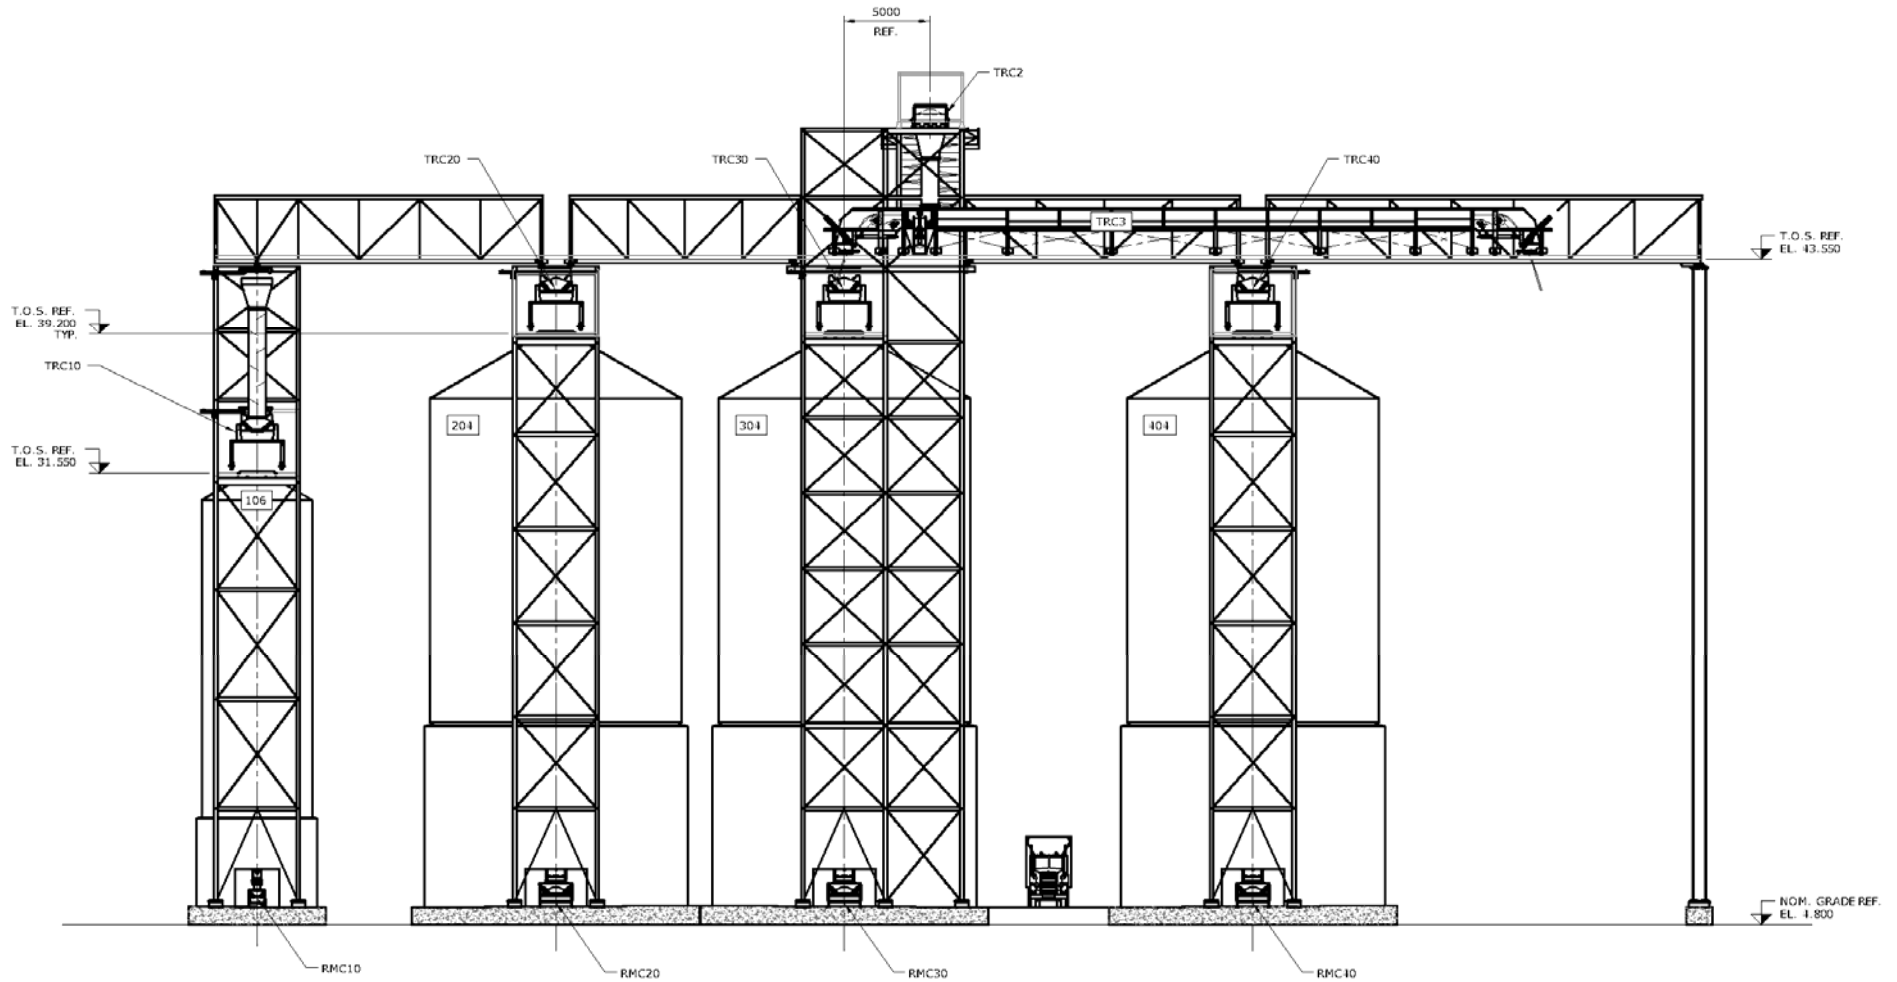 5000
REF.
TRC2
TRC20
TRC30
TRC40
TRC3
T.O.S. REF.
EL. 43.550
T.O.S. REF.
EL. 39.200
TYP.
TRC10
204
304
404
T.O.S. REF.
EL. 31.550
106
NOM. GRADE REF.
EL. 4.800
RMC10
RMC20
RMC30
RMC40